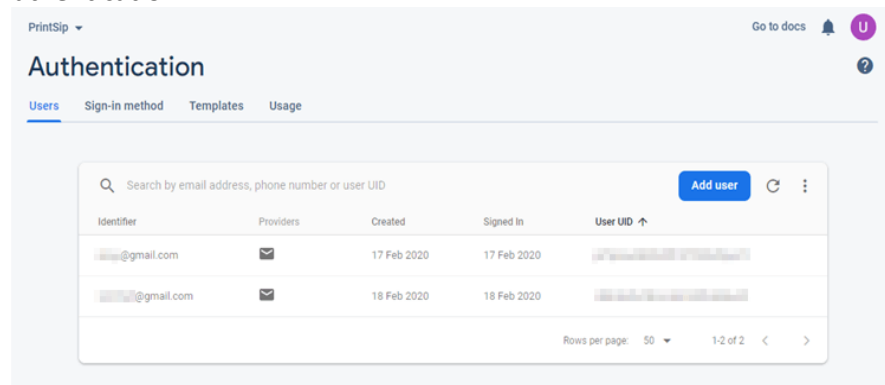 PrintSip Go to docs U
Authentication
Users Sign-in method Templates Usage
Search by email address, phone number or user UID Add user
Identifier Providers Created Signed In User UID
@gmail.com 17 Feb 2020 17 Feb 2020
@gmail.com 18 Feb 2020 18 Feb 2020
Rows per page: 50 1-2 of 2